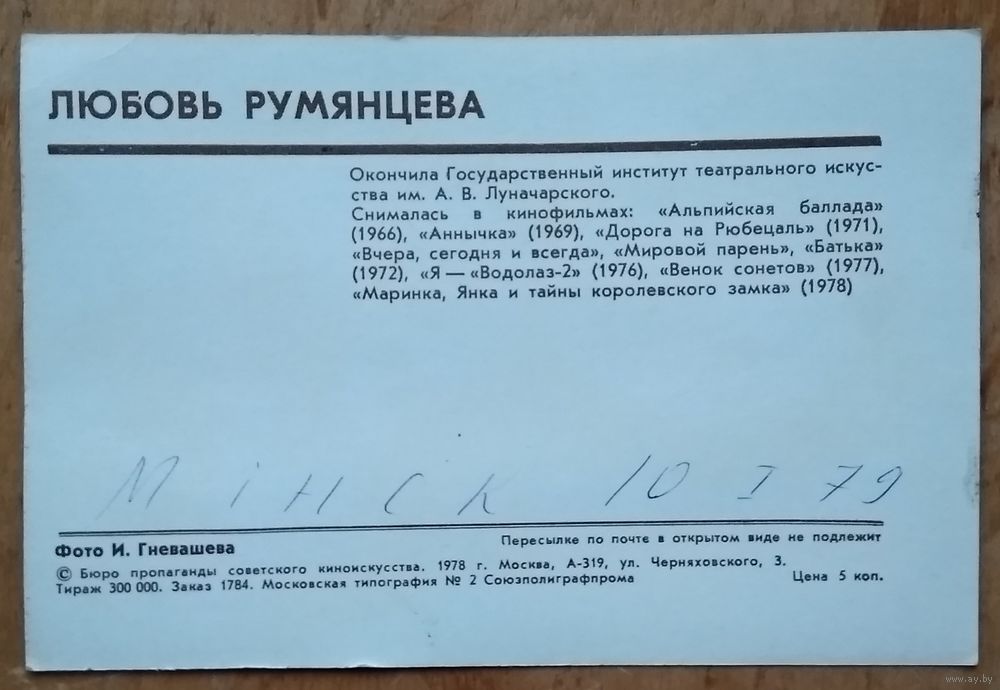 ЛЮБОВЬ РУМЯНЦЕВА
Окончила Государственный институт театрального искус-
ства им. А. В. Луначарского.
Снималась в кинофильмах: «Альпийская баллада»
(1966), «Аннычка» (1969), «Дорога на Рюбецаль» (1971),
«Вчера, сегодня и всегда», «Мировой парень», «Батька»
(1972), «Я — «Водолаз-2» (1976), «Венок сонетов» (1977),
«Маринка, Янка и тайны королевского замка» (1978)
Мінск 10 I 79
Фото И. Гневашева
Пересылке по почте в открытом виде не подлежит
© Бюро пропаганды советского киноискусства. 1978 г. Москва, А-319, ул. Черняховского, 3.
Тираж 300 000. Заказ 1784. Московская типография № 2 Союзполиграфпрома
Цена 5 коп.
www.ay.by